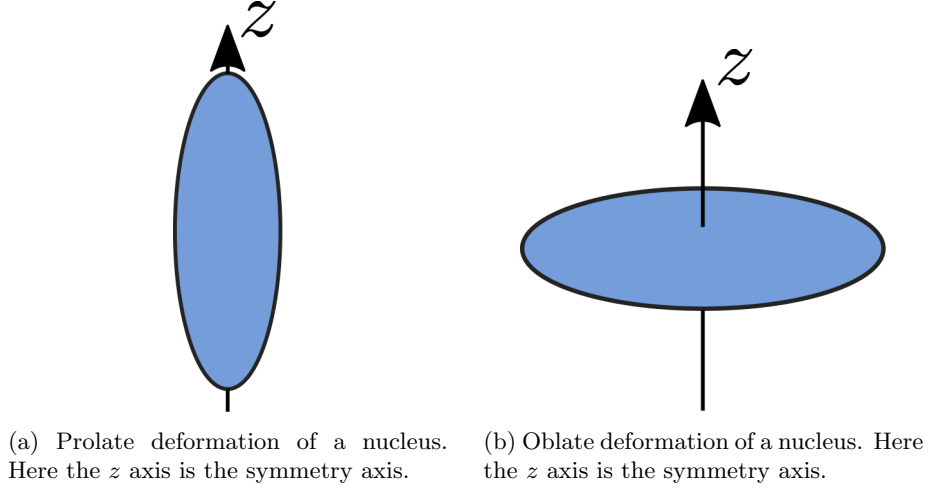 z
z
(a) Prolate deformation of a nucleus.
Here the z axis is the symmetry axis.
(b) Oblate deformation of a nucleus. Here
the z axis is the symmetry axis.